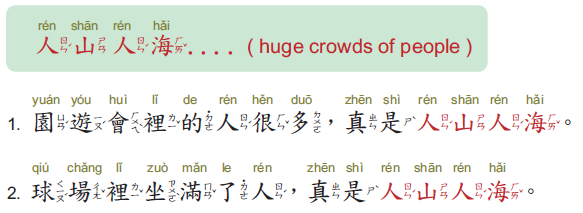 rén shān rén hǎi
人山人海.... ( huge crowds of people )
yuán yóu huì lǐ de rén hěn duō zhēn shì rén shān rén hǎi
1. 園遊會裡的人很多，真是人山人海。
qiú chǎng lǐ zuò mǎn le rén zhēn shì rén shān rén hǎi
2. 球場裡坐滿了人，真是人山人海。